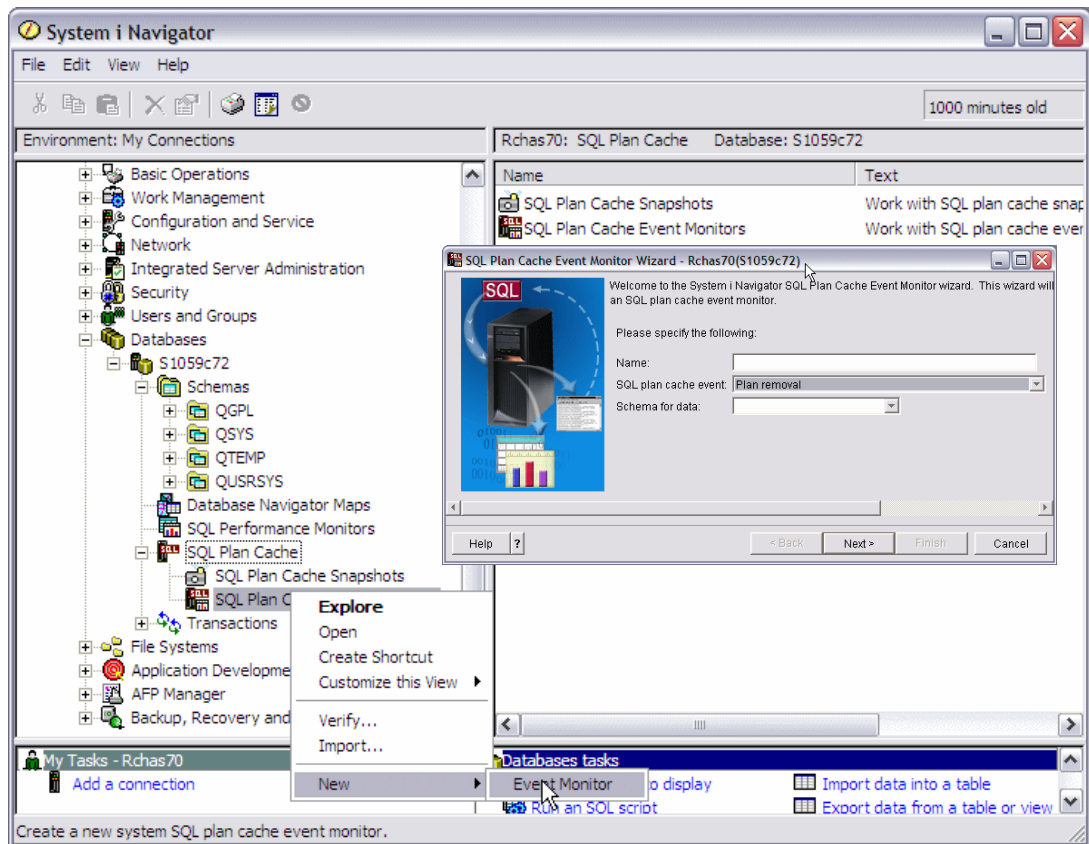 System i Navigator
File Edit View Help
1000 minutes old
Environment: My Connections
Rchas70: SQL Plan Cache Database: S1059c72
Basic Operations
Work Management
Configuration and Service
Network
Integrated Server Administration
Security
Users and Groups
Databases
S1059c72
Schemas
QGPL
QSYS
QTEMP
QUSRSYS
Database Navigator Maps
SQL Performance Monitors
SQL Plan Cache
SQL Plan Cache Snapshots
SQL Plan C
Transactions
File Systems
Application Developme
AFP Manager
Backup, Recovery and
Name Text
SQL Plan Cache Snapshots Work with SQL plan cache snap
SQL Plan Cache Event Monitors Work with SQL plan cache ever
SQL Plan Cache Event Monitor Wizard - Rchas70(S1059c72)
SQL
Welcome to the System i Navigator SQL Plan Cache Event Monitor wizard. This wizard will
an SQL plan cache event monitor.
Please specify the following:
Name:
SQL plan cache event: Plan removal
Schema for data:
Help ? < Back Next > Finish Cancel
Explore
Open
Create Shortcut
Customize this View
Verify...
Import...
New
Event Monitor
My Tasks - Rchas70
Add a connection
Databases tasks
o display
Import data into a table
Run an SQL script
Export data from a table or view
Create a new system SQL plan cache event monitor.